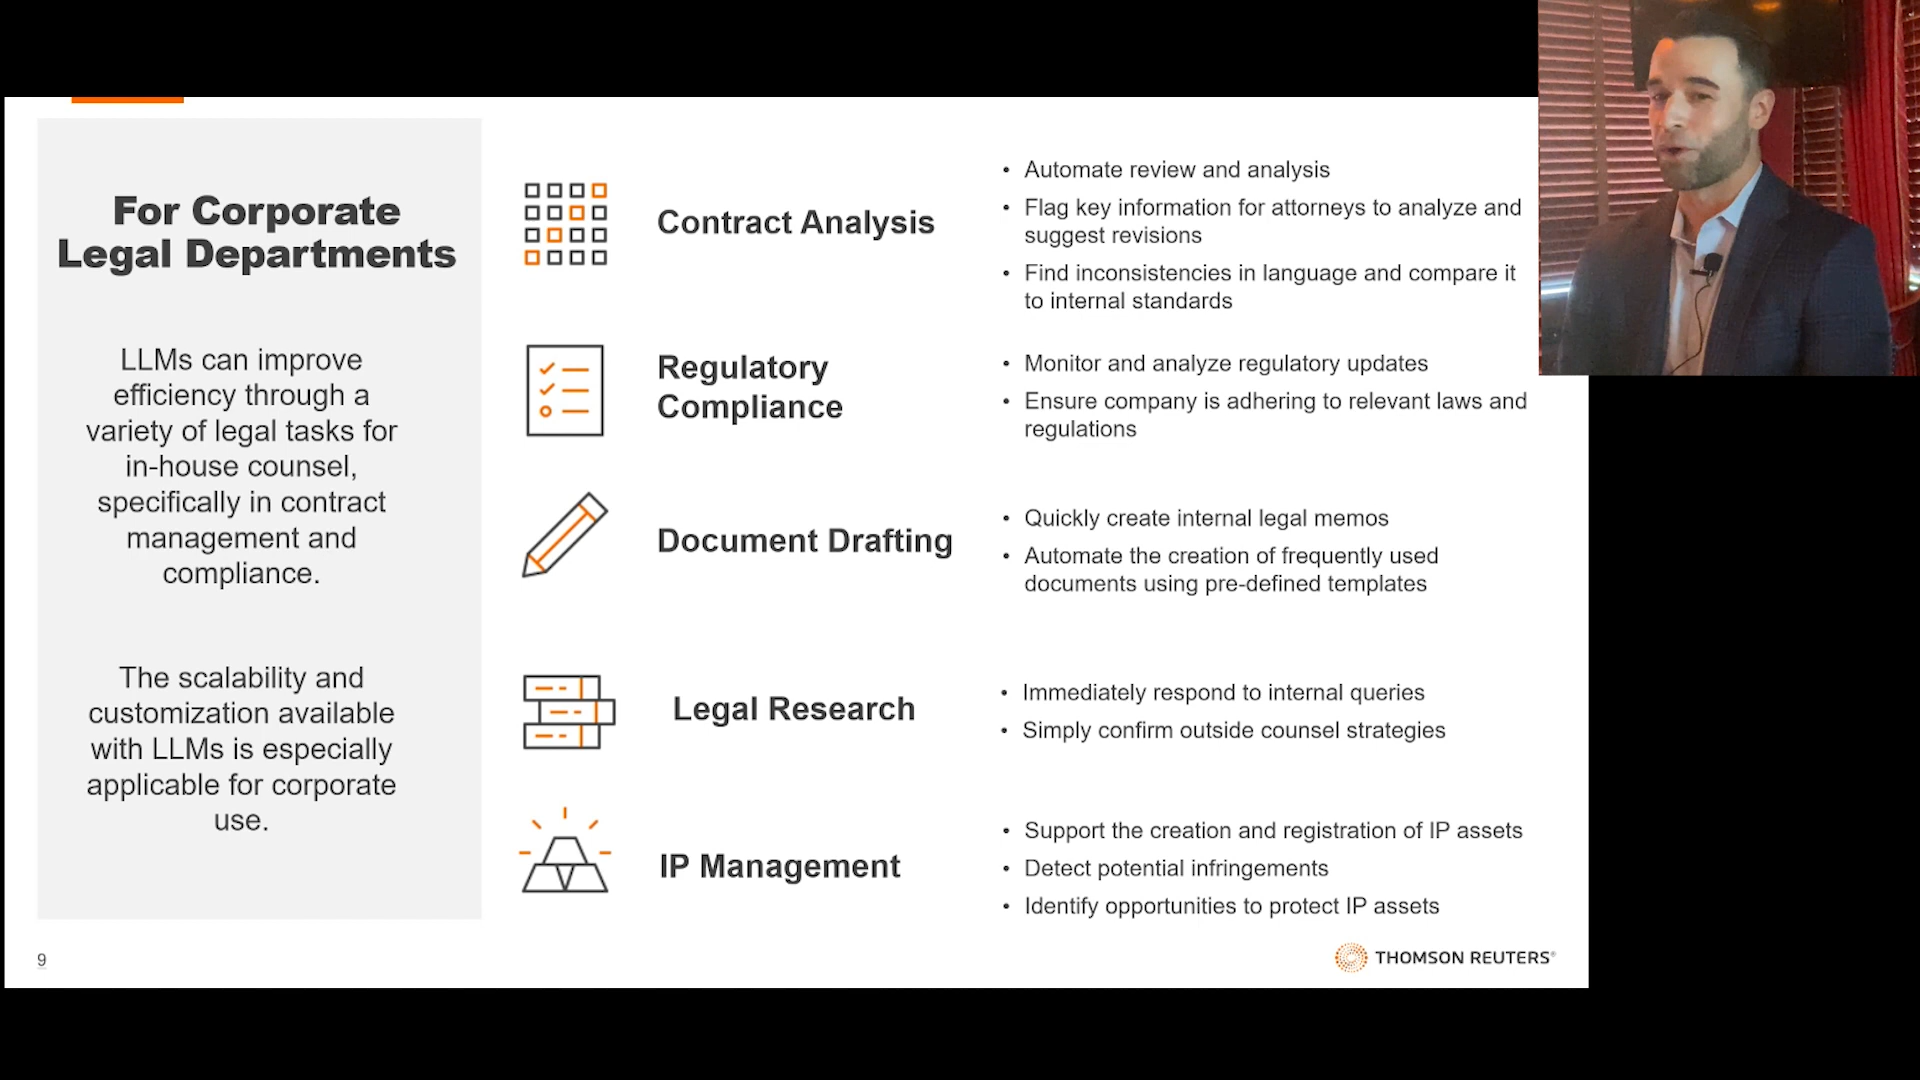 For Corporate
Legal Departments
LLMs can improve
efficiency through a
variety of legal tasks for
in-house counsel,
specifically in contract
management and
compliance.
The scalability and
customization available
with LLMs is especially
applicable for corporate
use.
Contract Analysis
• Automate review and analysis
• Flag key information for attorneys to analyze and
suggest revisions
• Find inconsistencies in language and compare it
to internal standards
Regulatory
Compliance
• Monitor and analyze regulatory updates
• Ensure company is adhering to relevant laws and
regulations
Document Drafting
• Quickly create internal legal memos
• Automate the creation of frequently used
documents using pre-defined templates
Legal Research
• Immediately respond to internal queries
• Simply confirm outside counsel strategies
IP Management
• Support the creation and registration of IP assets
• Detect potential infringements
• Identify opportunities to protect IP assets
9
THOMSON REUTERS®